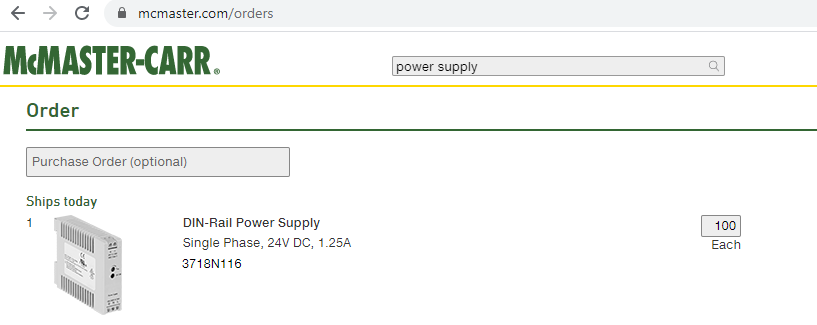 mcmaster.com/orders
McMASTER-CARR®
power supply
Order
Purchase Order (optional)
Ships today
1
DIN-Rail Power Supply
100
Single Phase, 24V DC, 1.25A
Each
3718N116